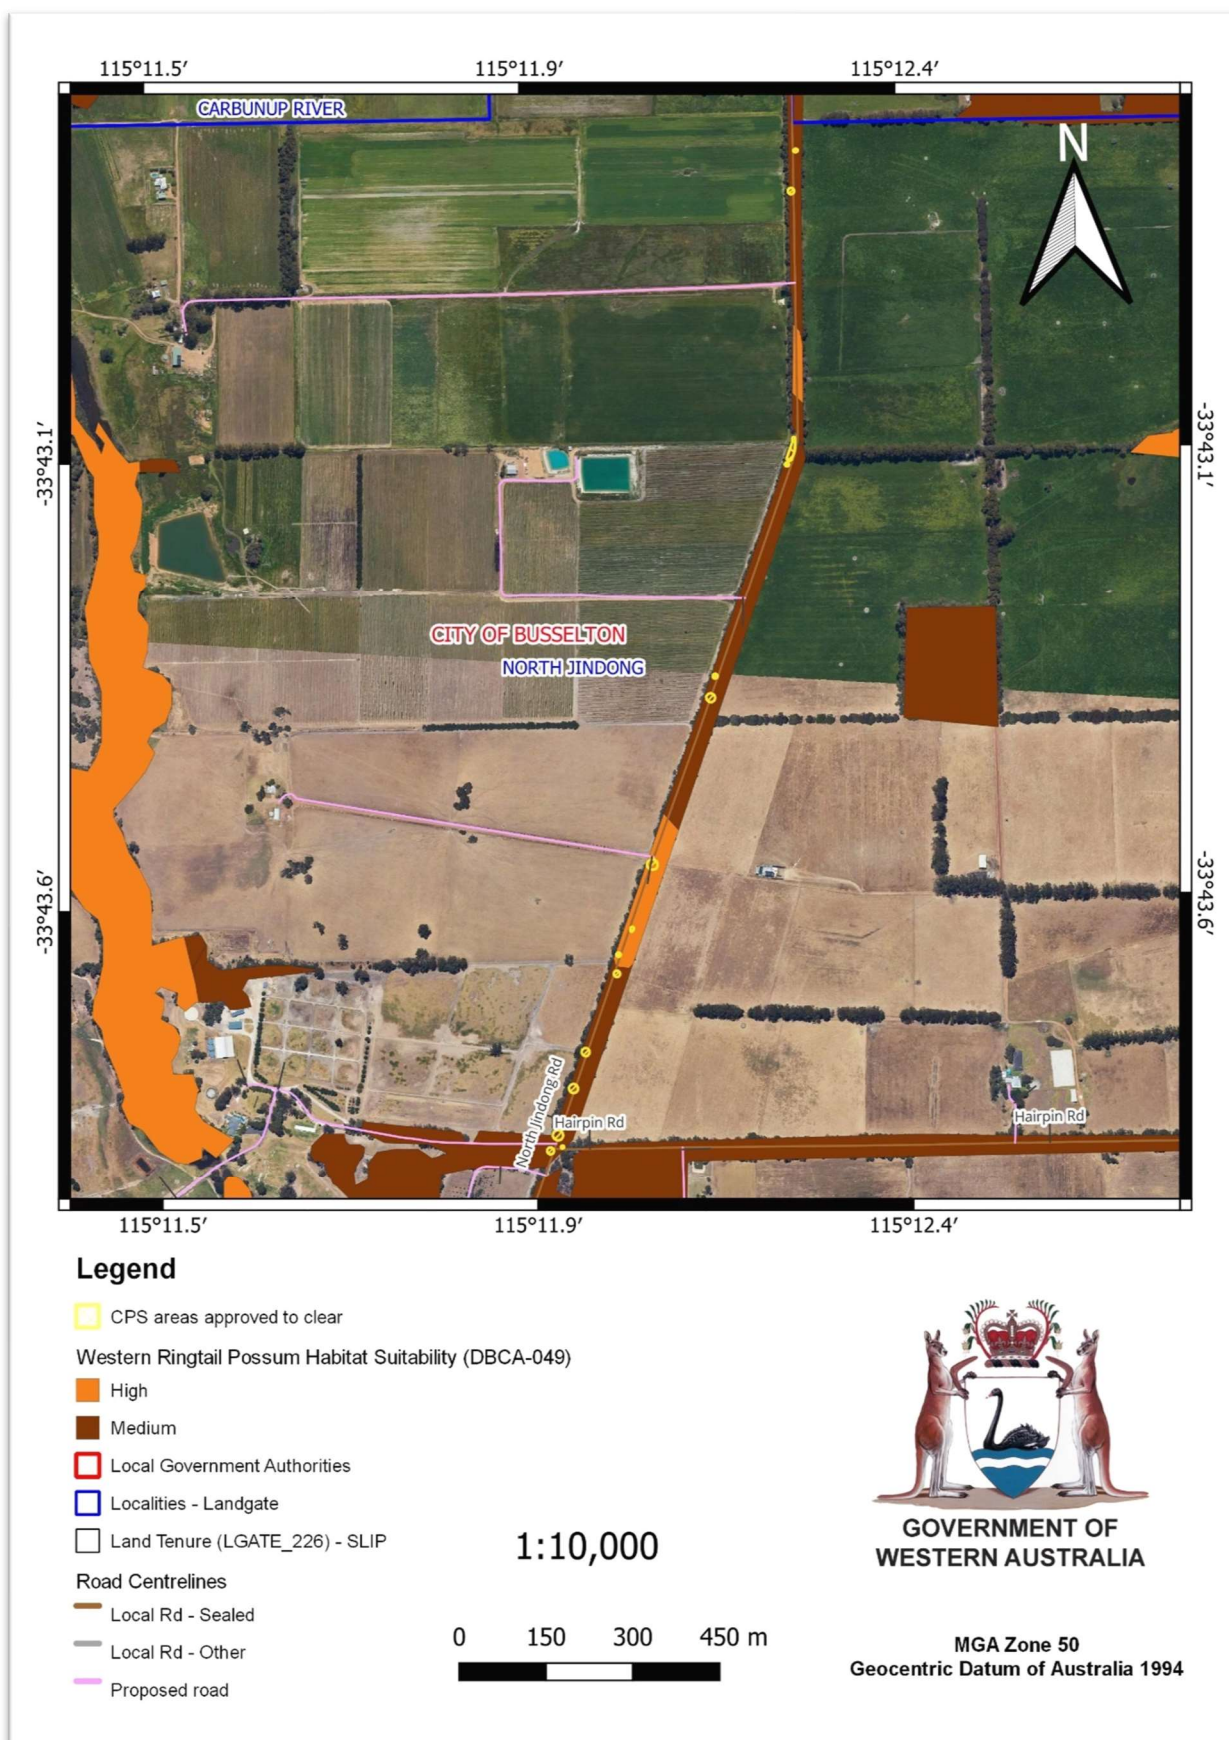 115°11.5′ 115°11.9′ 115°12.4′
CARBUNUP RIVER
N
-33°43.1′
-33°43.1′
CITY OF BUSSELTON
NORTH JINDONG
-33°43.6′
-33°43.6′
North Jindong Rd
Hairpin Rd
Hairpin Rd
115°11.5′ 115°11.9′ 115°12.4′
Legend
CPS areas approved to clear
Western Ringtail Possum Habitat Suitability (DBCA-049)
High
Medium
Local Government Authorities
Localities - Landgate
Land Tenure (LGATE_226) - SLIP
Road Centrelines
Local Rd - Sealed
Local Rd - Other
Proposed road
1:10,000
0 150 300 450 m
GOVERNMENT OF
WESTERN AUSTRALIA
MGA Zone 50
Geocentric Datum of Australia 1994